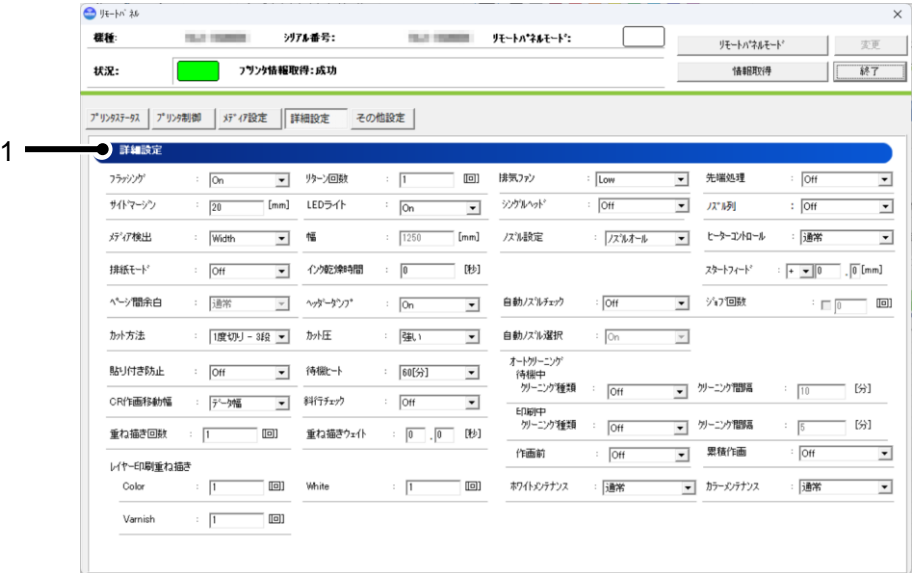 リモートパネル
機種:
シリアル番号:
リモートパネルモード:
リモートパネルモード 変更
状況: プリンタ情報取得:成功
情報取得 終了
プリンタステータス プリンタ制御 メディア設定 詳細設定 その他設定
1
詳細設定
フラッシング : On リターン回数 : 1 [回] 排気ファン : Low 先端処理 : Off
サイドマージン : 20 [mm] LEDライト : On シングルヘッド : Off ノズル列 : Off
メディア検出 : Width 幅 : 1250 [mm] ノズル設定 : ノズルオール ヒーターコントロール : 通常
排紙モード : Off インク乾燥時間 : 0 [秒] スタートフィード : + 0 . 0 [mm]
ページ間余白 : 通常 ヘッダーダンプ : On 自動ノズルチェック : Off ジョブ回数 : 0 [回]
カット方法 : 1度切り - 3段 カット圧 : 強い 自動ノズル選択 : On
貼り付き防止 : Off 待機ヒート : 60[分]
オートクリーニング
待機中
クリーニング種類 : Off クリーニング間隔 : 10 [分]
CR作画移動幅 : データ幅 斜行チェック : Off
印刷中
クリーニング種類 : Off クリーニング間隔 : 5 [分]
重ね描き回数 : 1 [回] 重ね描きウェイト : 0 . 0 [秒]
作画前 : Off 累積作画 : Off
レイヤー印刷重ね描き
Color : 1 [回] White : 1 [回] ホワイトメンテナンス : 通常 カラーメンテナンス : 通常
Varnish : 1 [回]